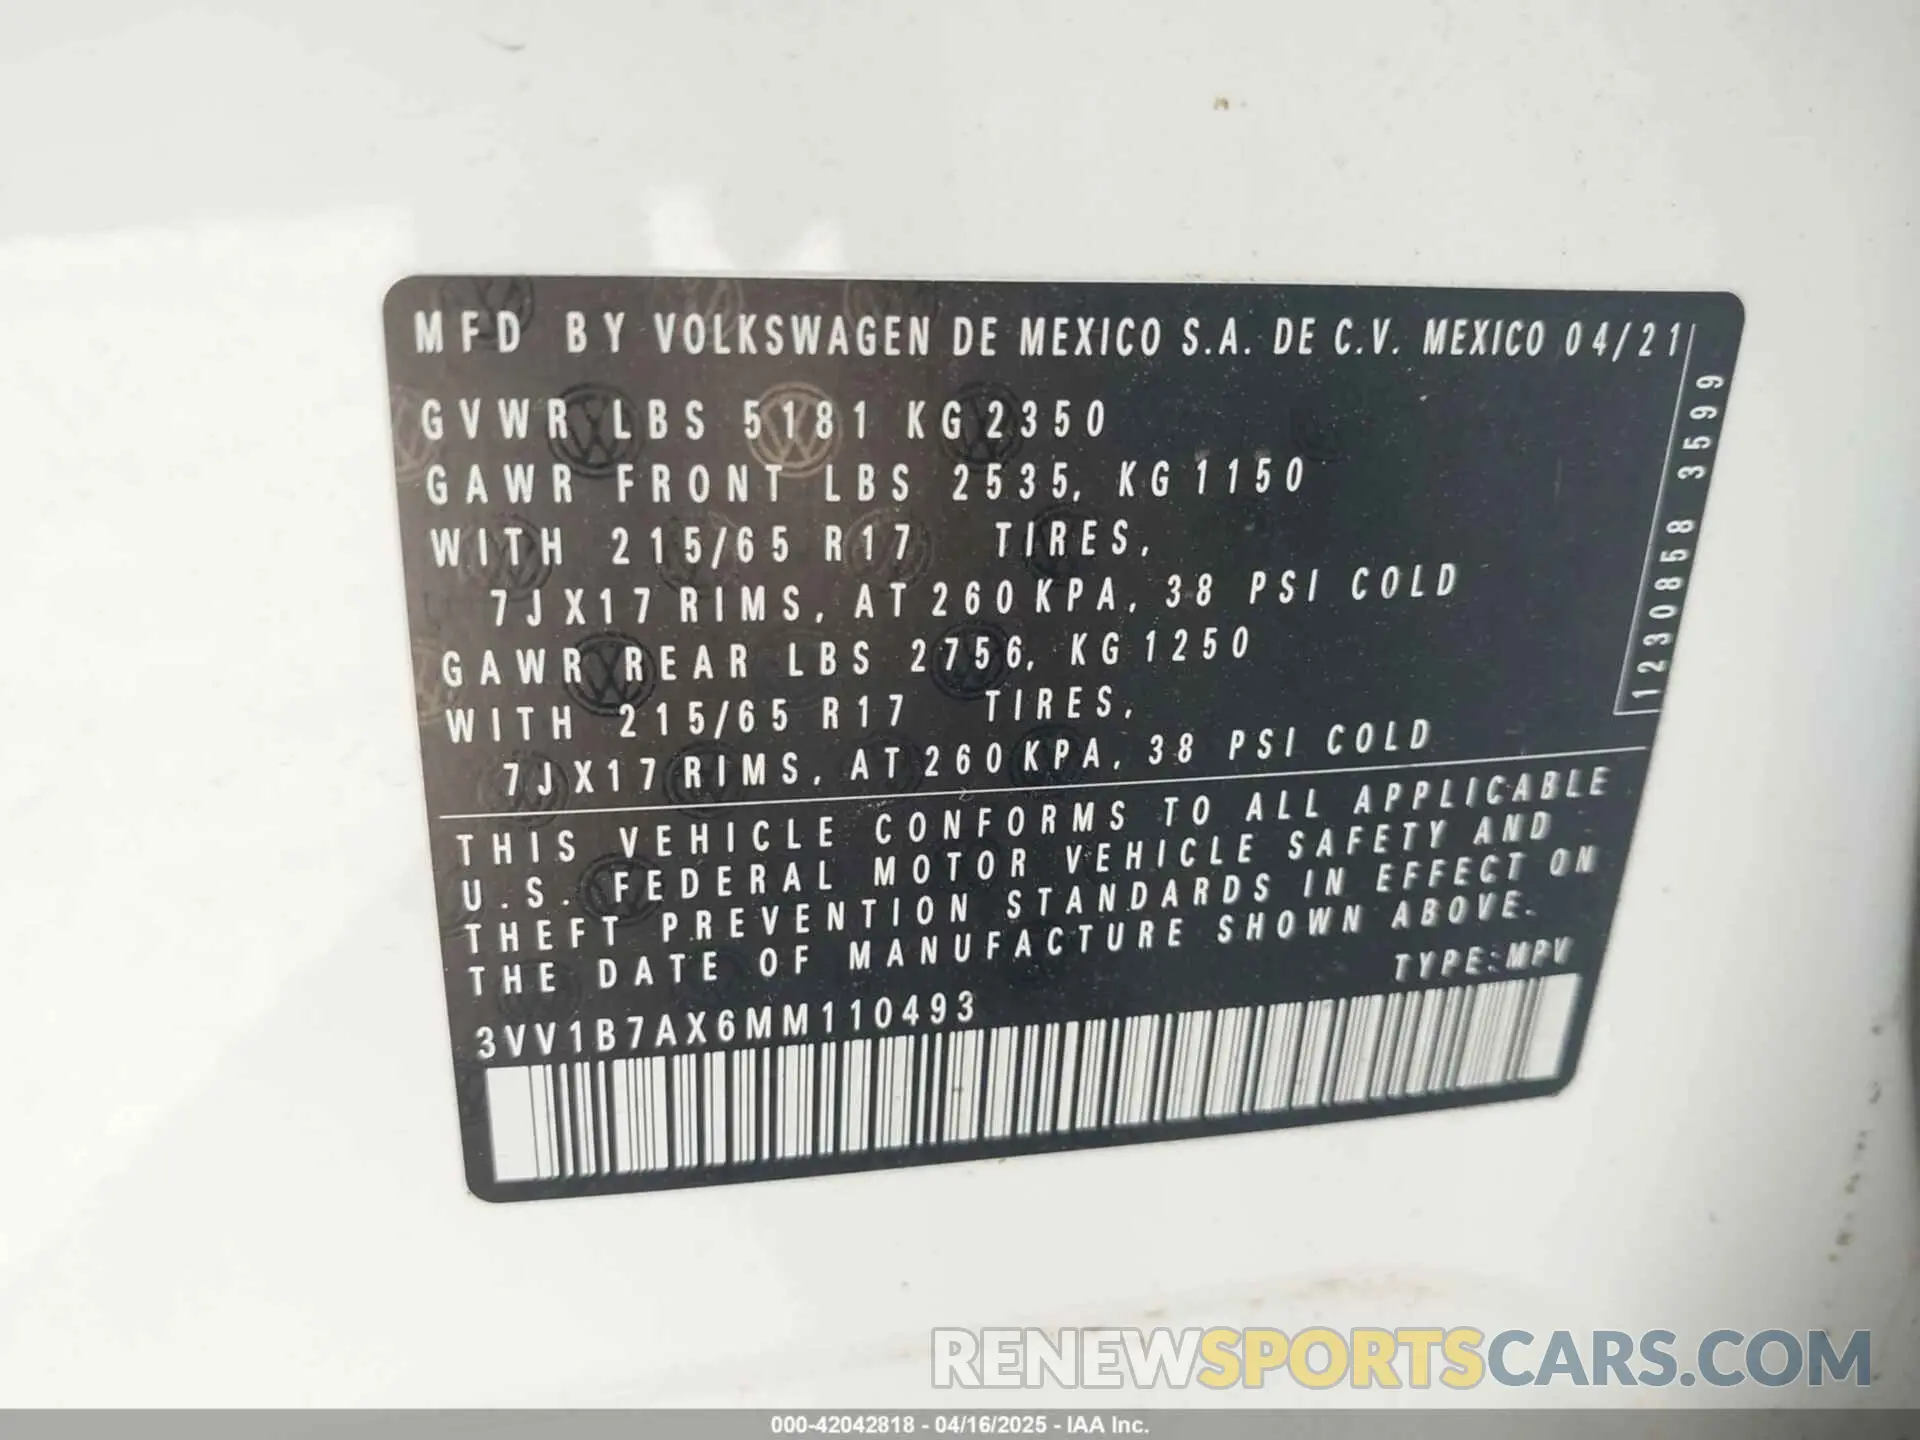 MFD BY VOLKSWAGEN DE MEXICO S.A. DE C.V. MEXICO 04/21
GVWR LBS 5181 KG 2350
GAWR FRONT LBS 2535, KG 1150
WITH 215/65 R17 TIRES,
7JX17 RIMS, AT 260 KPA, 38 PSI COLD
GAWR REAR LBS 2756, KG 1250
WITH 215/65 R17 TIRES,
7JX17 RIMS, AT 260 KPA, 38 PSI COLD
1230858 3599
THIS VEHICLE CONFORMS TO ALL APPLICABLE
U.S. FEDERAL MOTOR VEHICLE SAFETY AND
THEFT PREVENTION STANDARDS IN EFFECT ON
THE DATE OF MANUFACTURE SHOWN ABOVE.
TYPE:MPV
3VV1B7AX6MM110493
RENEWSPORTSCARS.COM
000-42042818 - 04/16/2025 - IAA Inc.